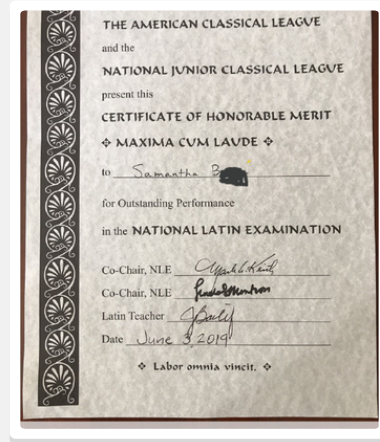 THE AMERICAN CLASSICAL LEAGUE
and the
NATIONAL JUNIOR CLASSICAL LEAGUE
present this
CERTIFICATE OF HONORABLE MERIT
MAXIMA CUM LAUDE
to Samantha B
for Outstanding Performance
in the NATIONAL LATIN EXAMINATION
Co-Chair, NLE
Co-Chair, NLE
Latin Teacher
Date June 3 2019
Labor omnia vincit.